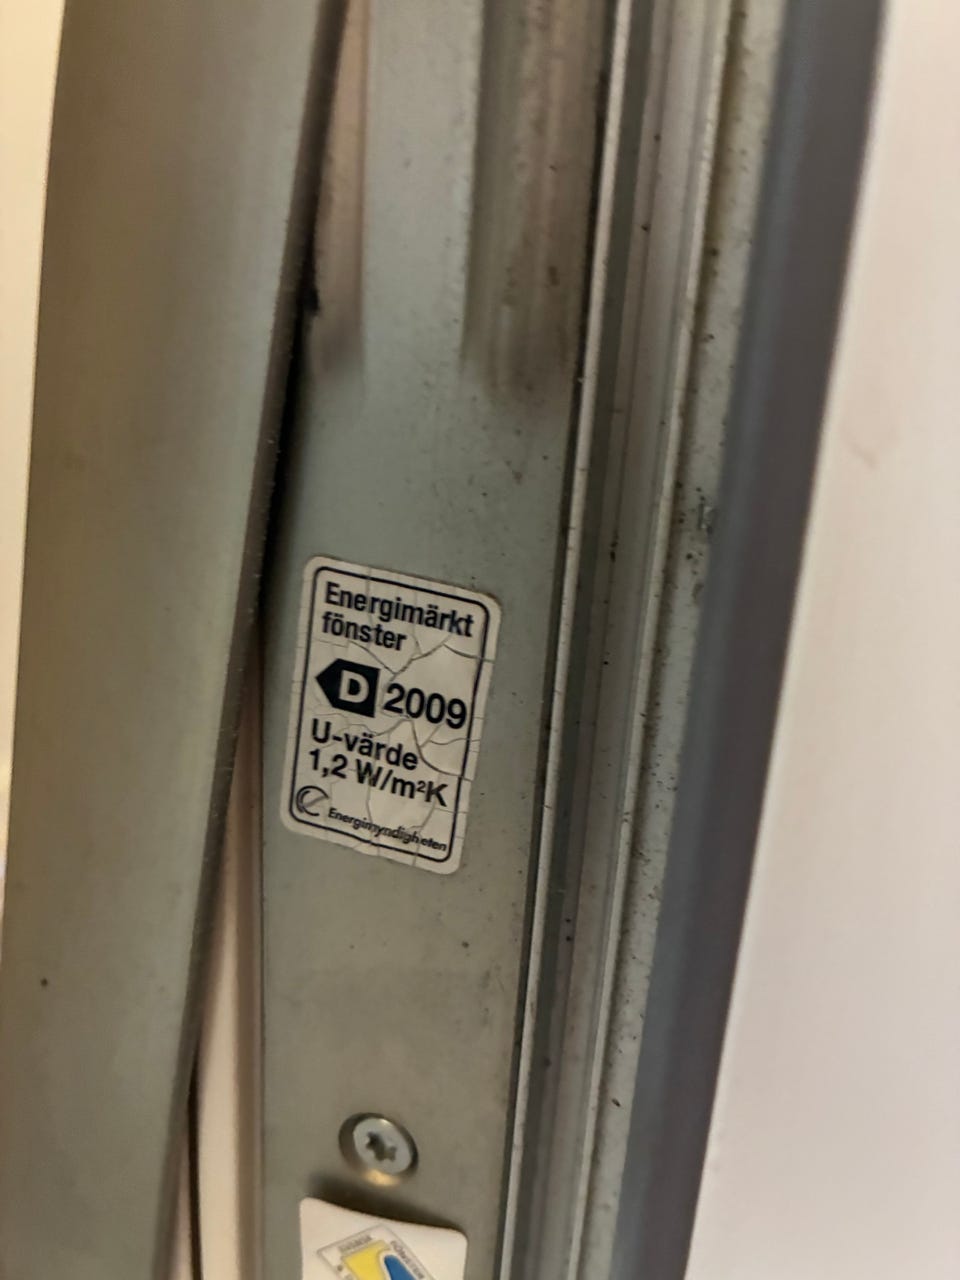 Energimärkt
fönster
D 2009
U-värde
1,2 W/m²K
Energimyndigheten